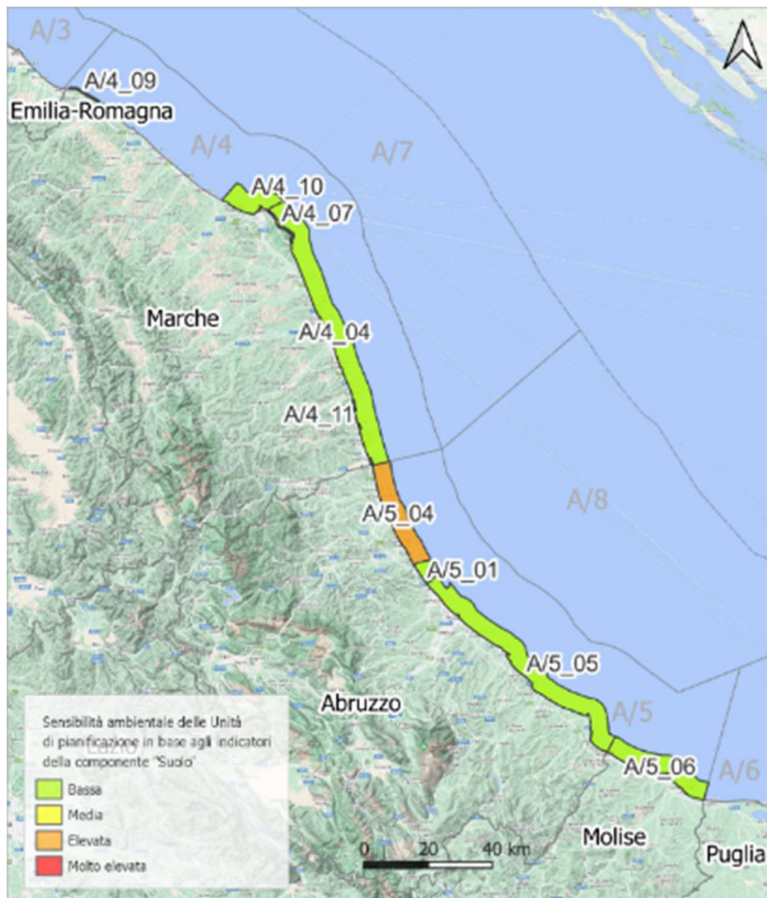 A/3
A/4_09
Emilia-Romagna
A/4
A/7
A/4_10
A/4_07
Marche
A/4_04
A/4_11
A/8
A/5_04
A/5_01
A/5_05
Abruzzo
A/5
A/5_06
A/6
Sensibilità ambientale delle Unità
di pianificazione in base agli indicatori
della componente "Suolo"
Lazio
Bassa
Media
Elevata
Molto elevata
0 20 40 km
Molise
Puglia